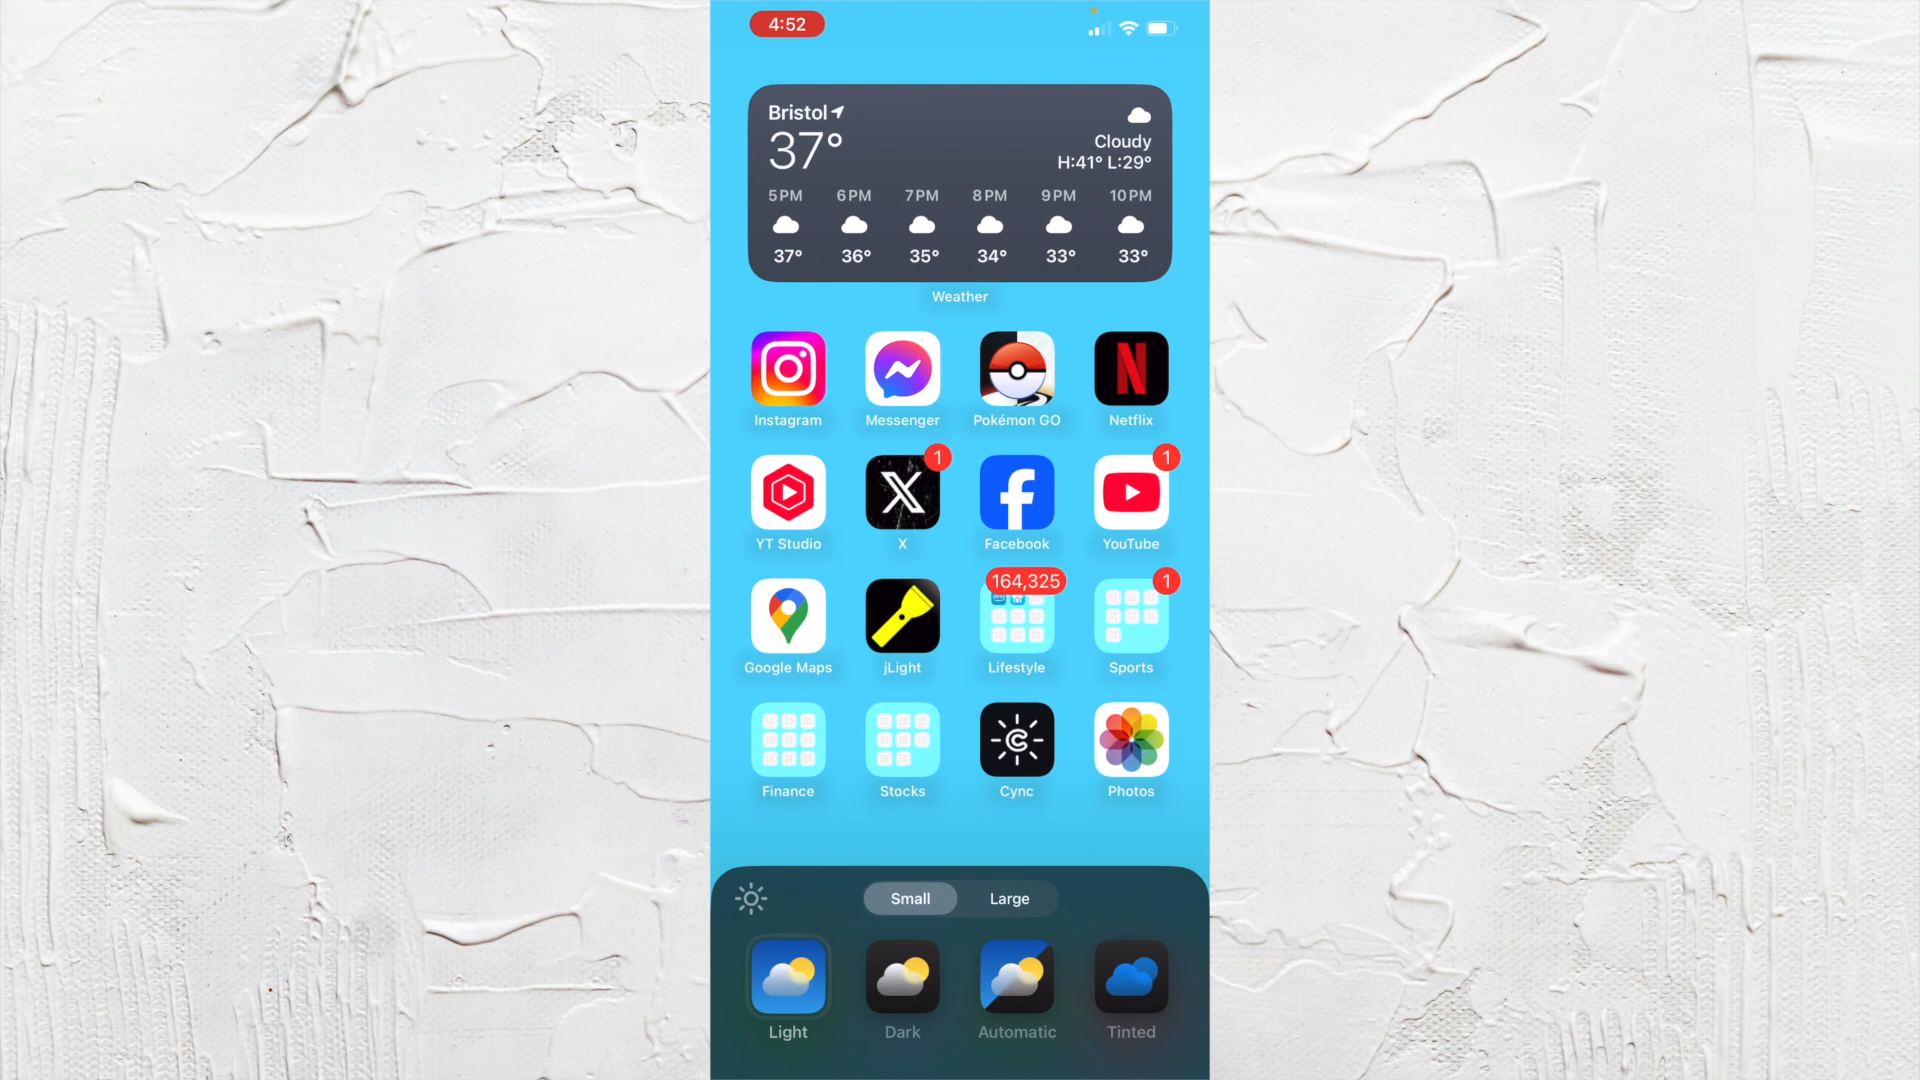 4:52
Bristol
37°
Cloudy
H:41° L:29°
5PM 6PM 7PM 8PM 9PM 10PM
37° 36° 35° 34° 33° 33°
Weather
Instagram Messenger Pokémon GO Netflix
1 1
YT Studio X Facebook YouTube
164,325 1
Google Maps jLight Lifestyle Sports
Finance Stocks Cync Photos
Small Large
Light Dark Automatic Tinted